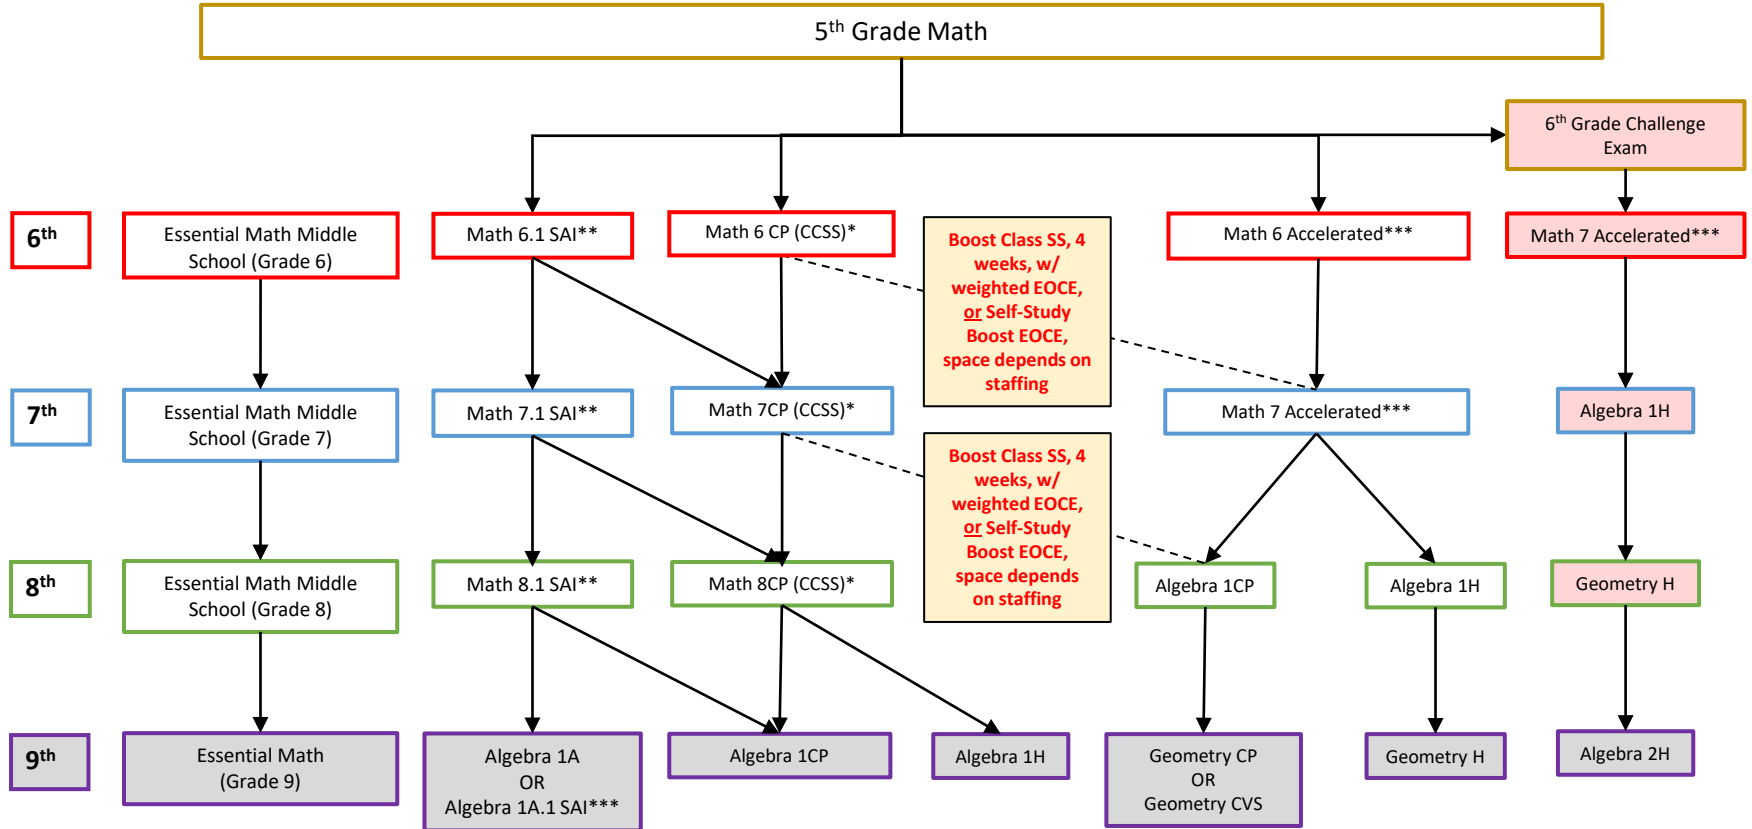 5th Grade Math
6th Grade Challenge
Exam
6th
Essential Math Middle
School (Grade 6)
Math 6.1 SAI**
Math 6 CP (CCSS)*
Boost Class SS, 4
weeks, w/
weighted EOCE,
or Self-Study
Boost EOCE,
space depends on
staffing
Math 6 Accelerated***
Math 7 Accelerated***
7th
Essential Math Middle
School (Grade 7)
Math 7.1 SAI**
Math 7CP (CCSS)*
Math 7 Accelerated***
Algebra 1H
Boost Class SS, 4
weeks, w/
weighted EOCE,
or Self-Study
Boost EOCE,
space depends
on staffing
8th
Essential Math Middle
School (Grade 8)
Math 8.1 SAI**
Math 8CP (CCSS)*
Algebra 1CP
Algebra 1H
Geometry H
9th
Essential Math
(Grade 9)
Algebra 1A
OR
Algebra 1A.1 SAI***
Algebra 1CP
Algebra 1H
Geometry CP
OR
Geometry CVS
Geometry H
Algebra 2H